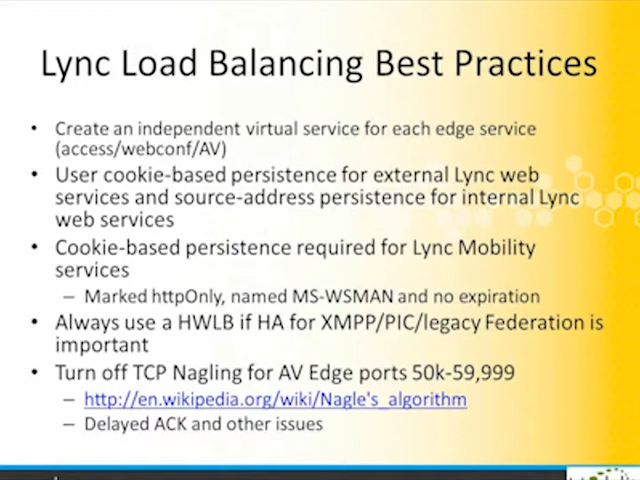 Lync Load Balancing Best Practices
• Create an independent virtual service for each edge service
(access/webconf/AV)
• User cookie-based persistence for external Lync web
services and source-address persistence for internal Lync
web services
• Cookie-based persistence required for Lync Mobility
services
– Marked httpOnly, named MS-WSMAN and no expiration
• Always use a HWLB if HA for XMPP/PIC/legacy Federation is
important
• Turn off TCP Nagling for AV Edge ports 50k-59,999
– http://en.wikipedia.org/wiki/Nagle's_algorithm
– Delayed ACK and other issues